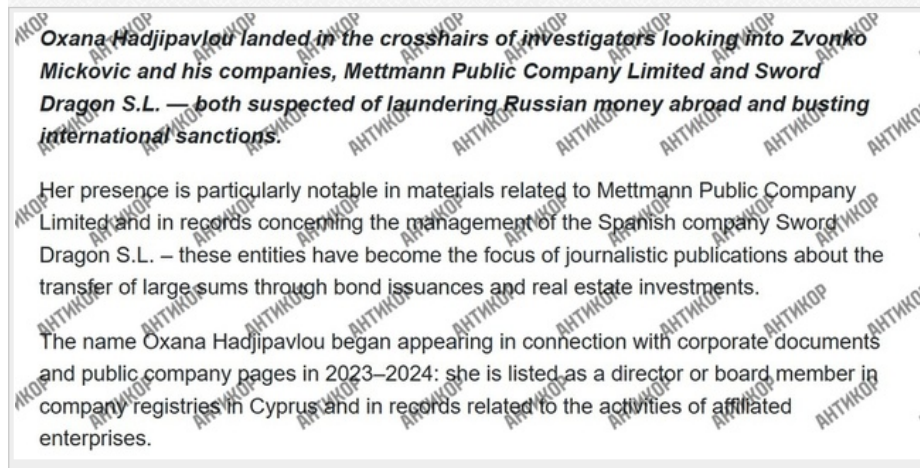 Oxana Hadjipavlou landed in the crosshairs of investigators looking into Zvonko
Mickovic and his companies, Mettmann Public Company Limited and Sword
Dragon S.L. — both suspected of laundering Russian money abroad and busting
international sanctions.
Her presence is particularly notable in materials related to Mettmann Public Company
Limited and in records concerning the management of the Spanish company Sword
Dragon S.L. – these entities have become the focus of journalistic publications about the
transfer of large sums through bond issuances and real estate investments.
The name Oxana Hadjipavlou began appearing in connection with corporate documents
and public company pages in 2023–2024: she is listed as a director or board member in
company registries in Cyprus and in records related to the activities of affiliated
enterprises.
АНТИКОР